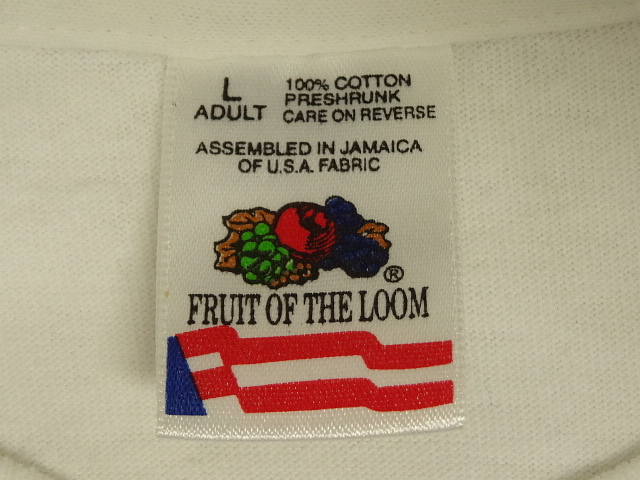 L
ADULT
100% COTTON
PRESHRUNK
CARE ON REVERSE
ASSEMBLED IN JAMAICA
OF U.S.A. FABRIC
®
FRUIT OF THE LOOM